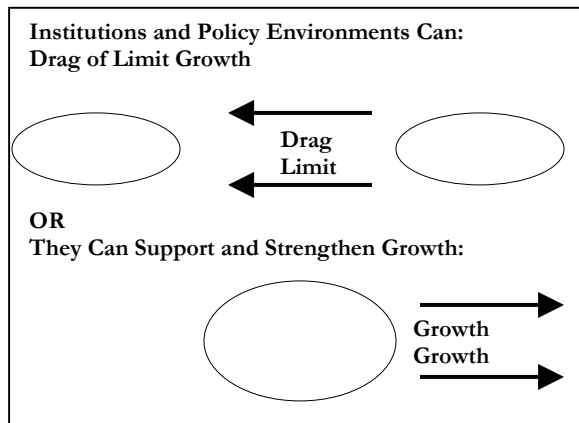 Institutions and Policy Environments Can:
Drag of Limit Growth
Drag
Limit
OR
They Can Support and Strengthen Growth:
Growth
Growth